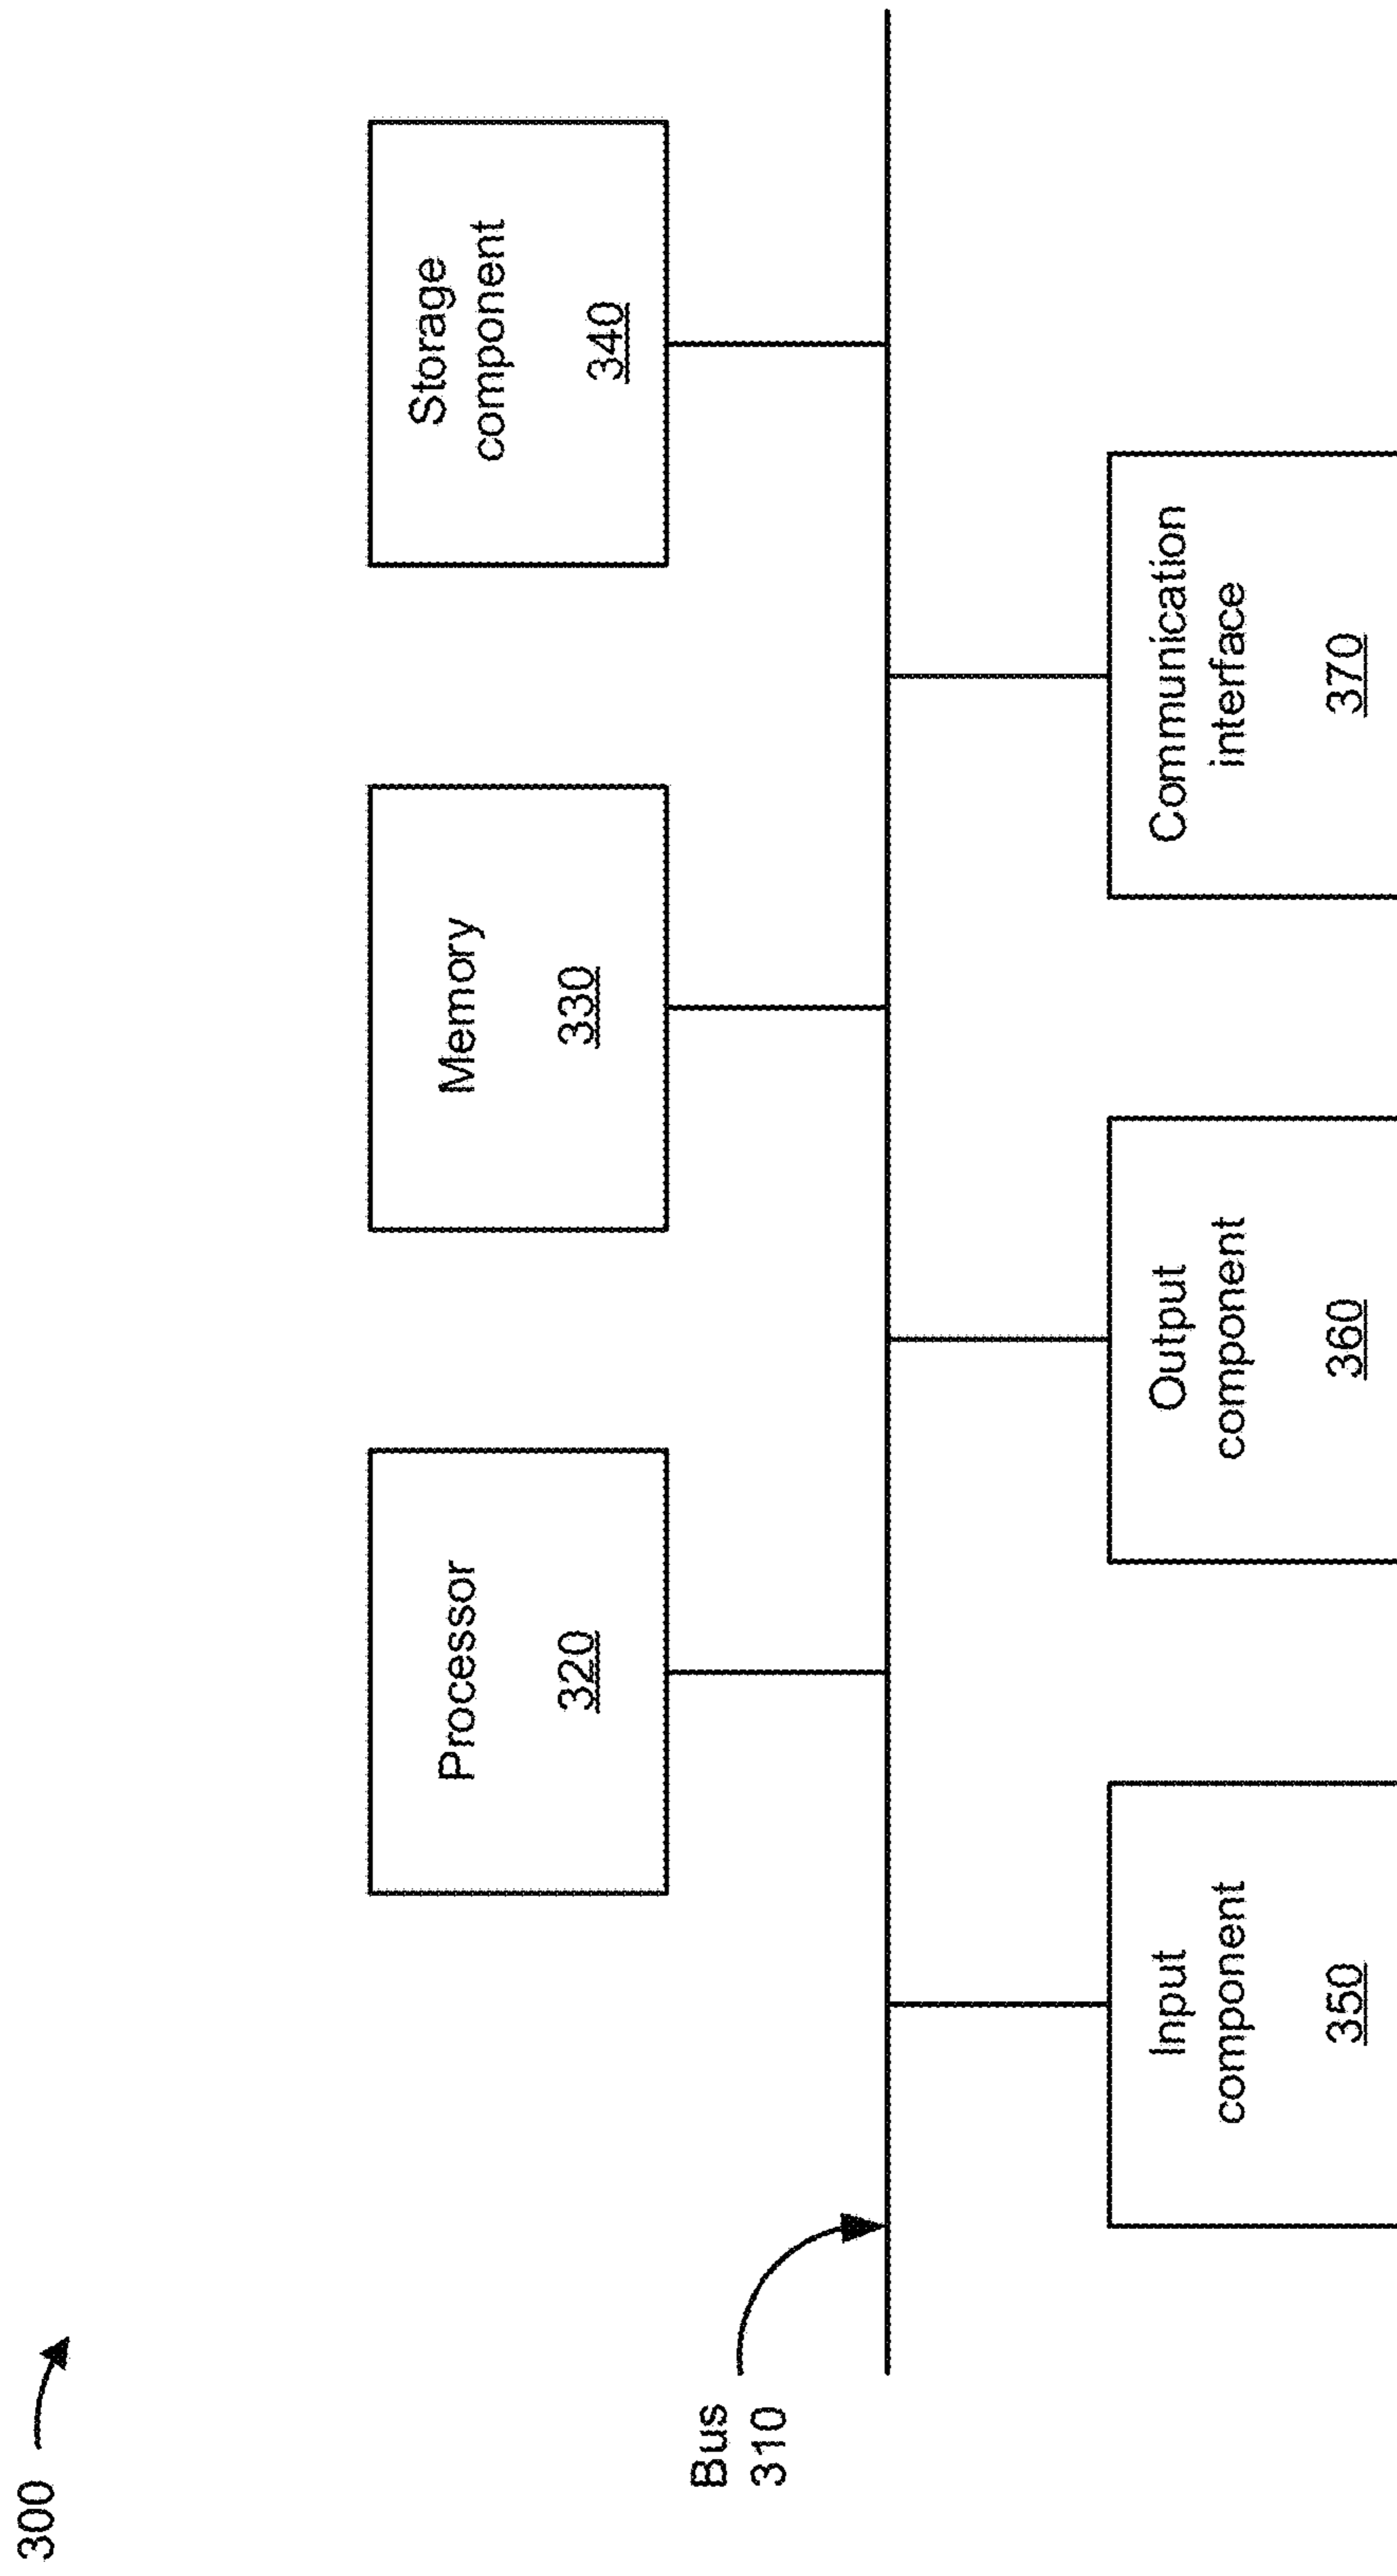 300
Bus
310
Processor
320
Memory
330
Storage
component
340
Input
component
350
Output
component
360
Communication
interface
370